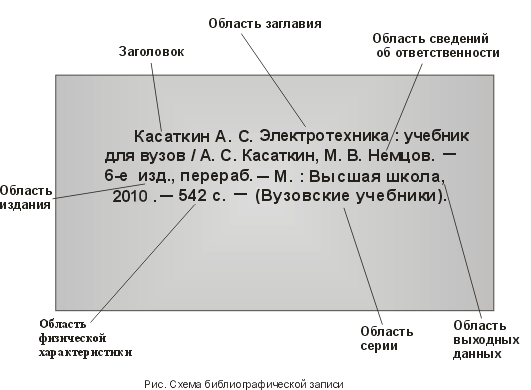 Область заглавия
Заголовок
Область сведений
об ответственности
Касаткин А. С. Электротехника : учебник
для вузов / А. С. Касаткин, М. В. Немцов. —
6-е изд., перераб. — М. : Высшая школа,
2010 . — 542 с. — (Вузовские учебники).
Область
издания
Область
физической
характеристики
Область
серии
Область
выходных
данных
Рис. Схема библиографической записи